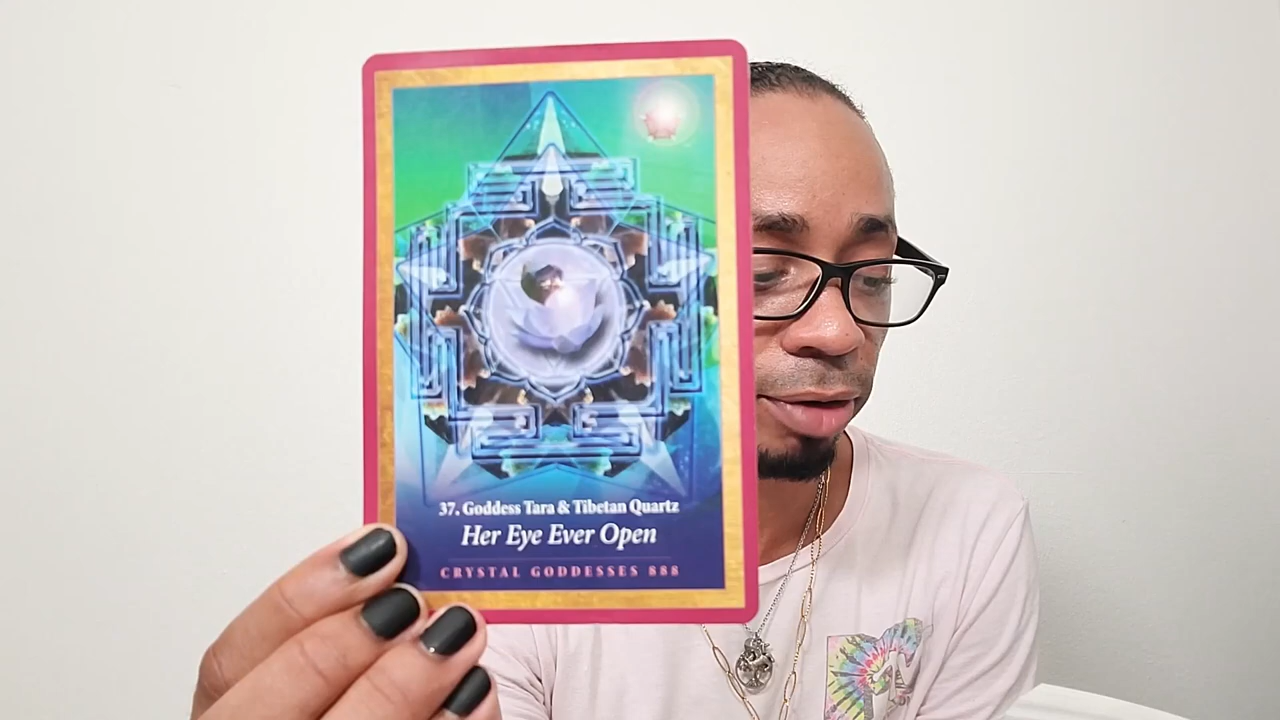 37. Goddess Tara & Tibetan Quartz
Her Eye Ever Open
CRYSTAL GODDESSES 888